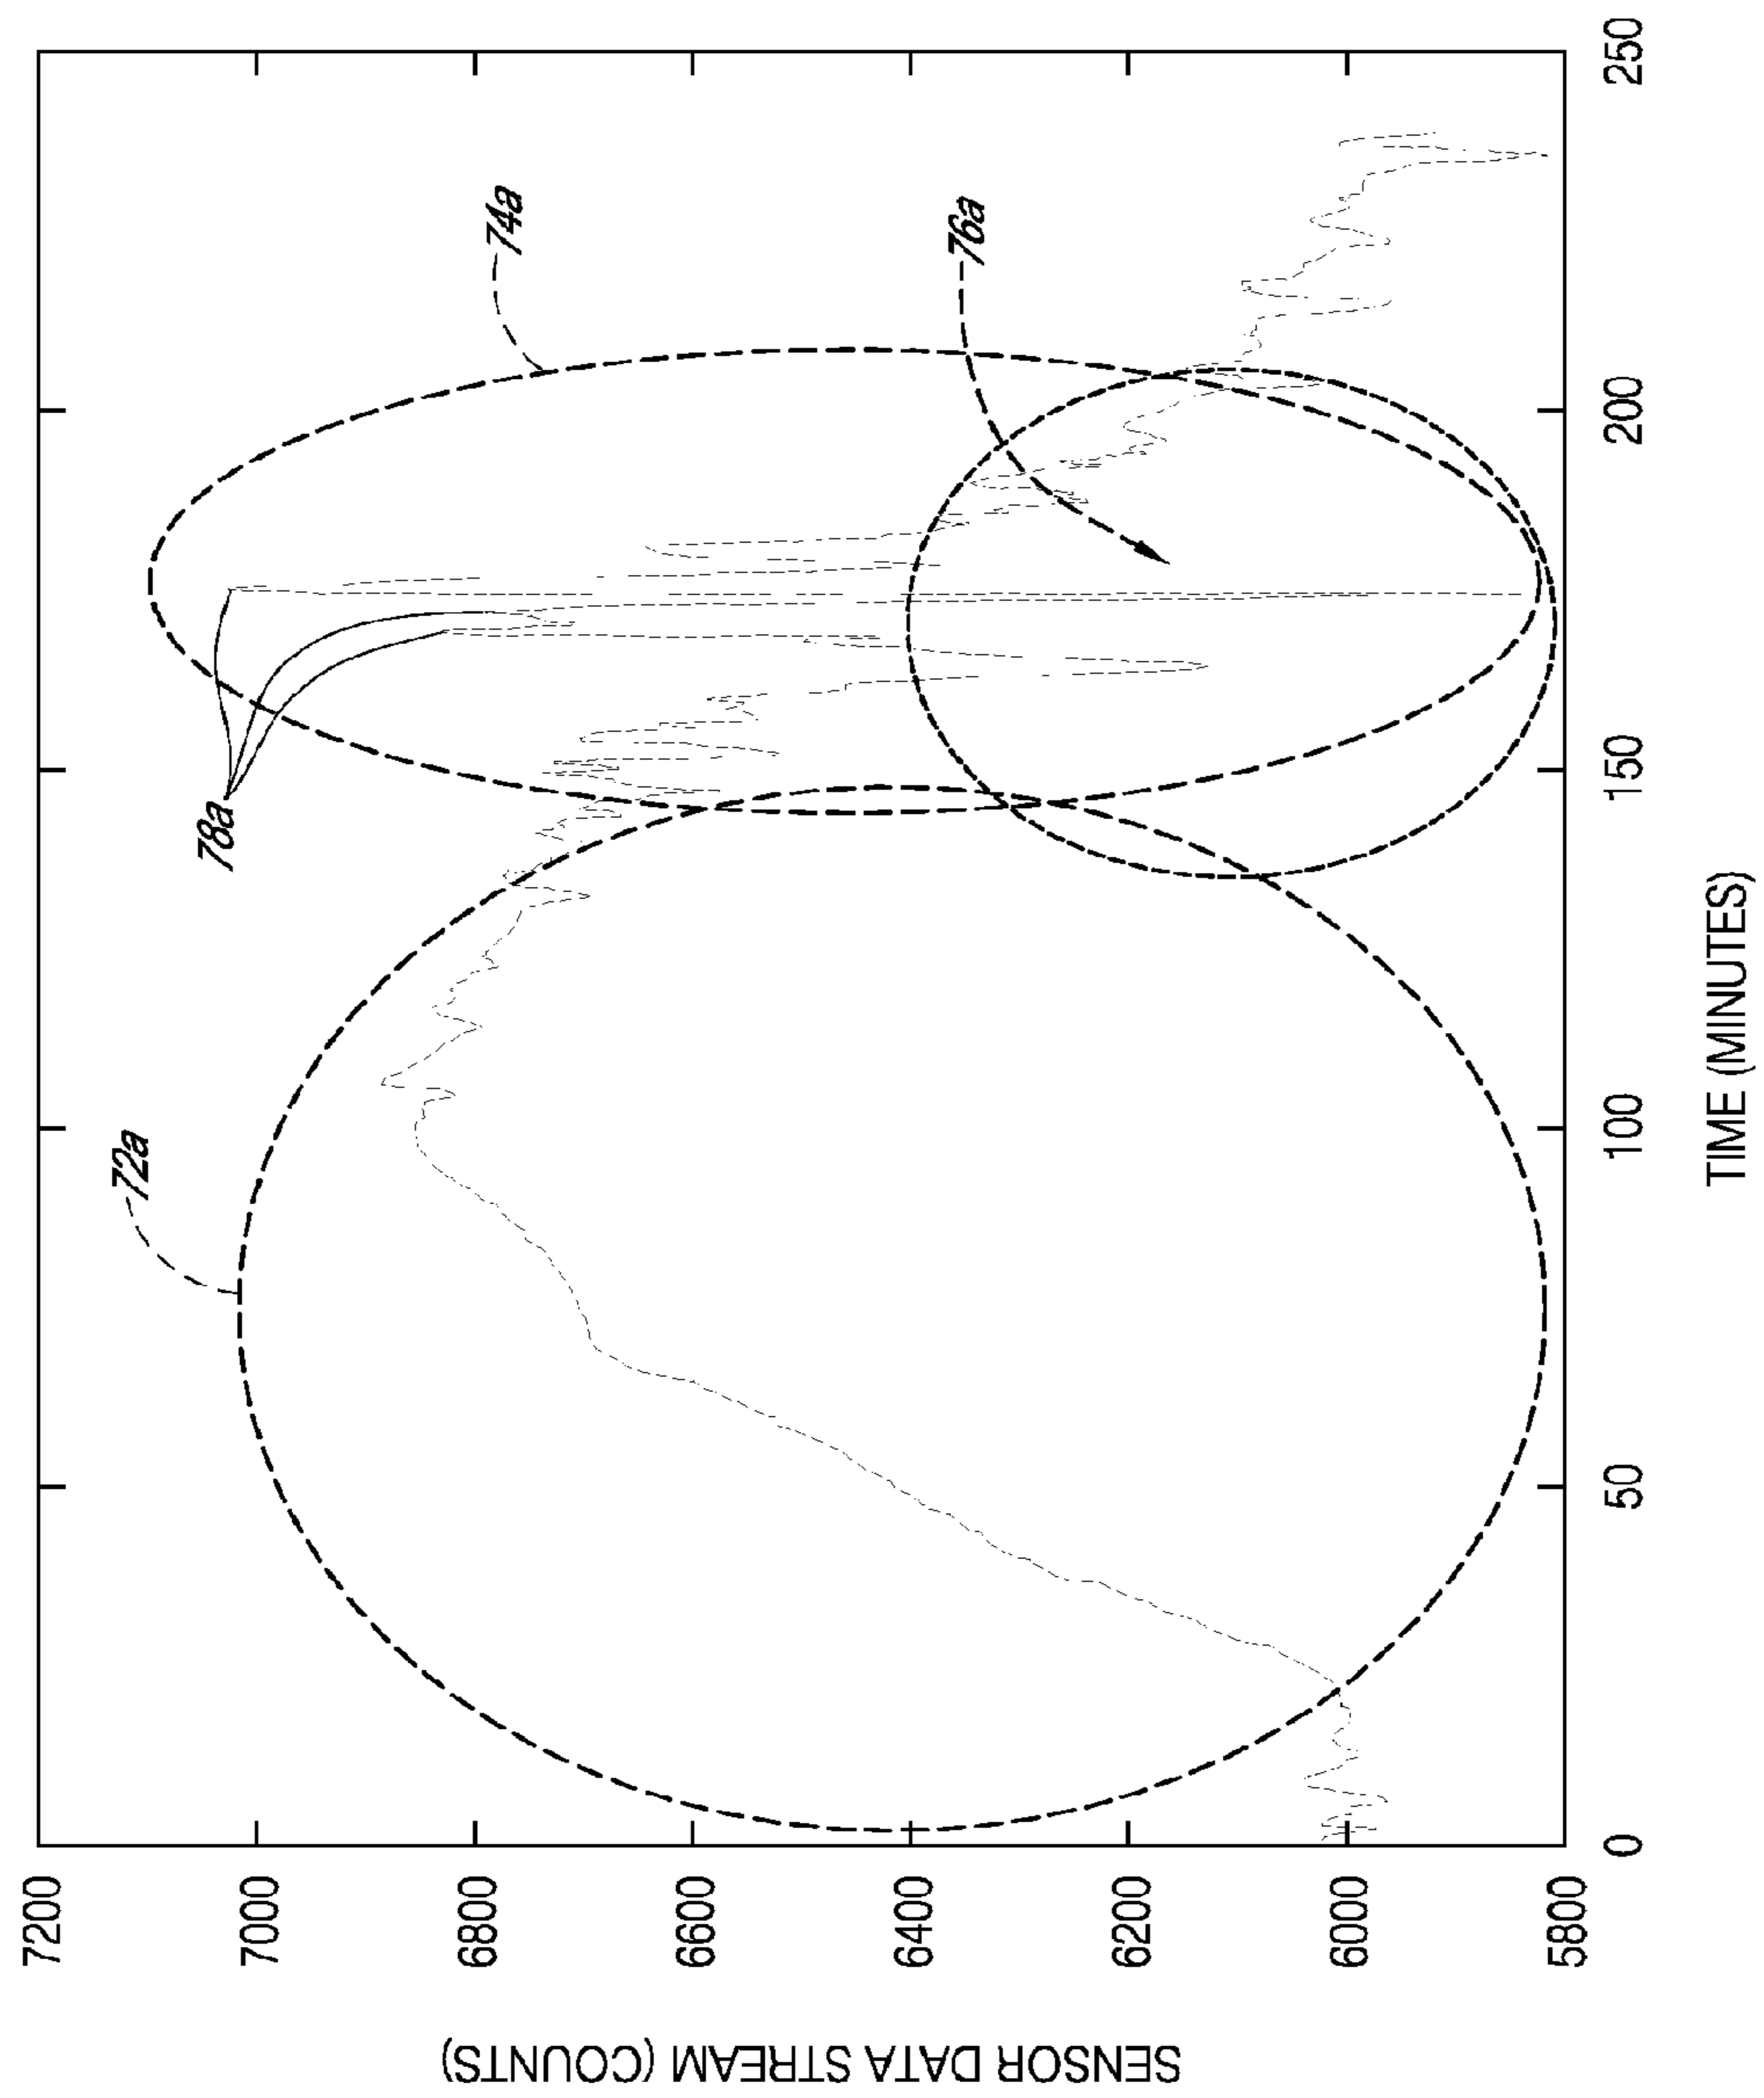 SENSOR DATA STREAM (COUNTS)
7200
7000
6800
6600
6400
6200
6000
5800
0
50
100
150
200
250
TIME (MINUTES)
72a
78a
74a
76a